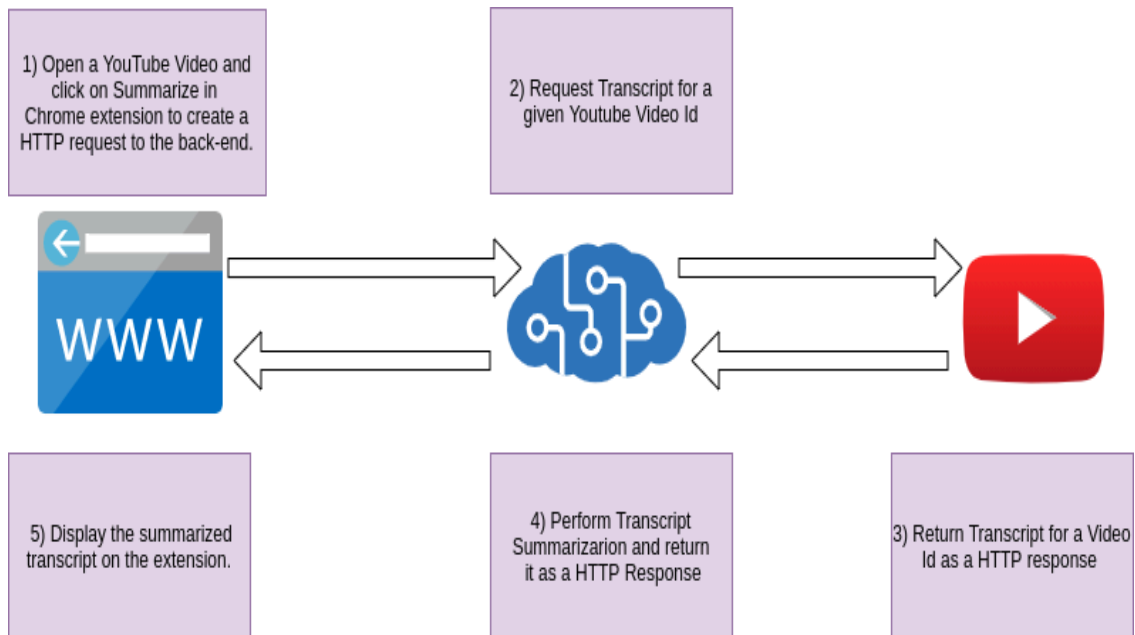 1) Open a YouTube Video and
click on Summarize in
Chrome extension to create a
HTTP request to the back-end.
2) Request Transcript for a
given Youtube Video Id
WWW
5) Display the summarized
transcript on the extension.
4) Perform Transcript
Summarizarion and return
it as a HTTP Response
3) Return Transcript for a Video
Id as a HTTP response